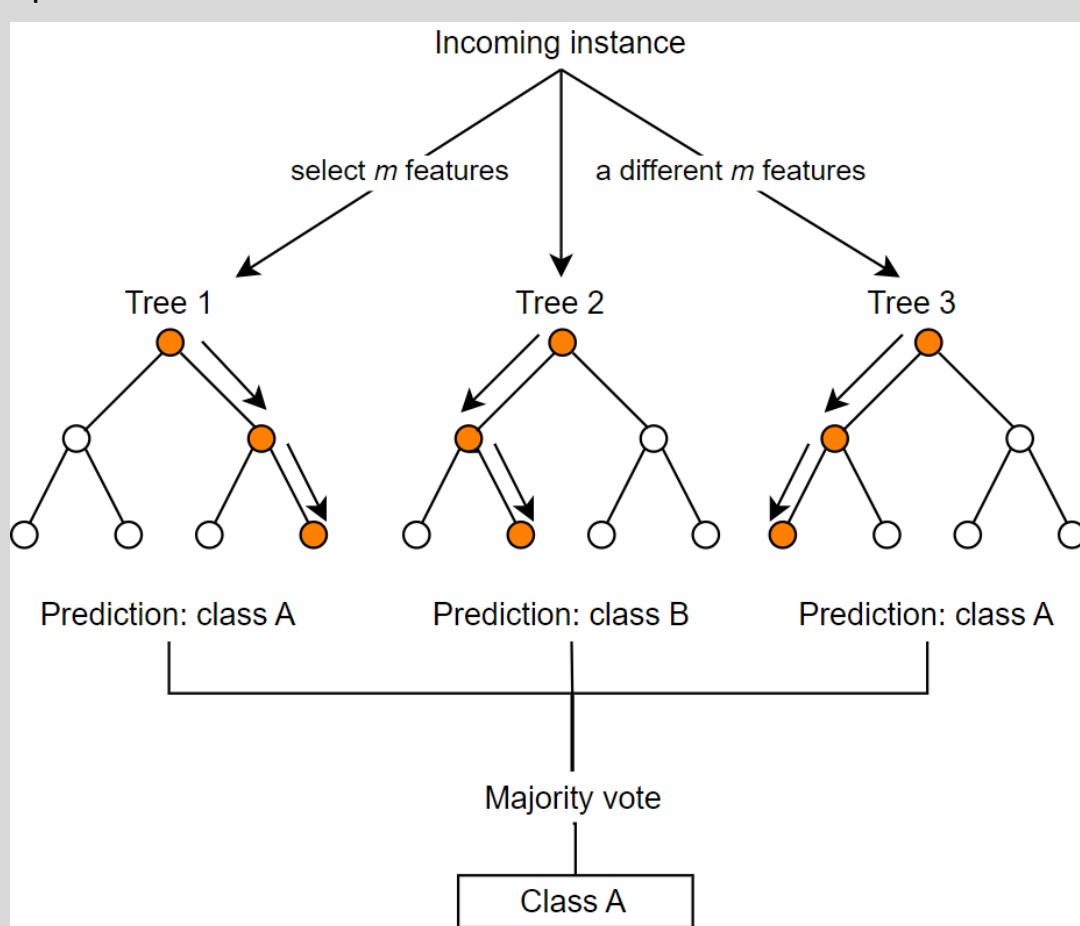 Incoming instance
select m features
a different m features
Tree 1
Tree 2
Tree 3
Prediction: class A
Prediction: class B
Prediction: class A
Majority vote
Class A